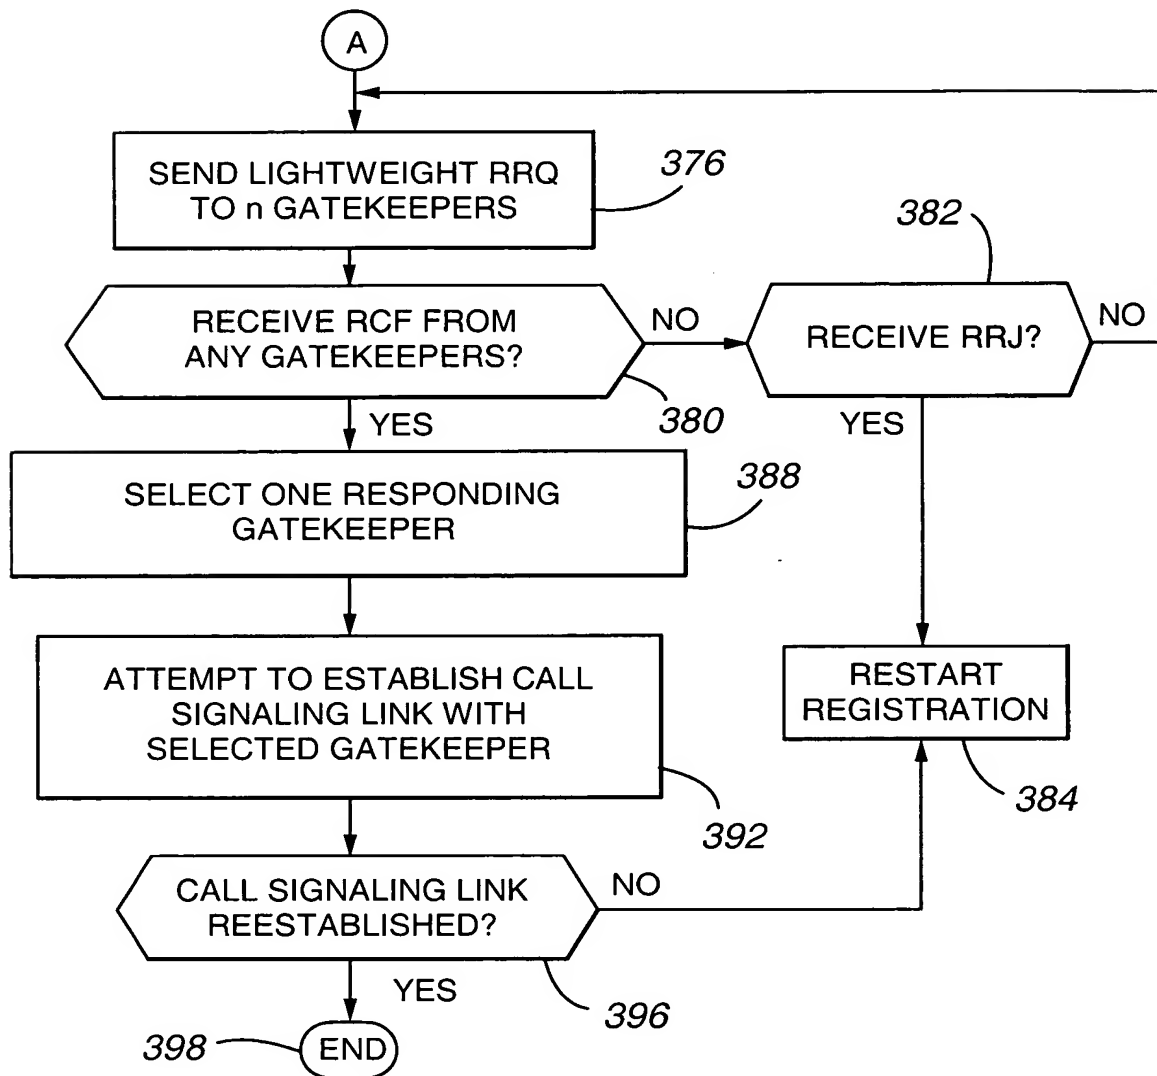 A
SEND LIGHTWEIGHT RRQ
TO n GATEKEEPERS
376
382
RECEIVE RCF FROM
ANY GATEKEEPERS?
NO
RECEIVE RRJ?
NO
380
YES
YES
388
SELECT ONE RESPONDING
GATEKEEPER
ATTEMPT TO ESTABLISH CALL
SIGNALING LINK WITH
SELECTED GATEKEEPER
RESTART
REGISTRATION
384
392
CALL SIGNALING LINK
REESTABLISHED?
NO
YES
396
398
END